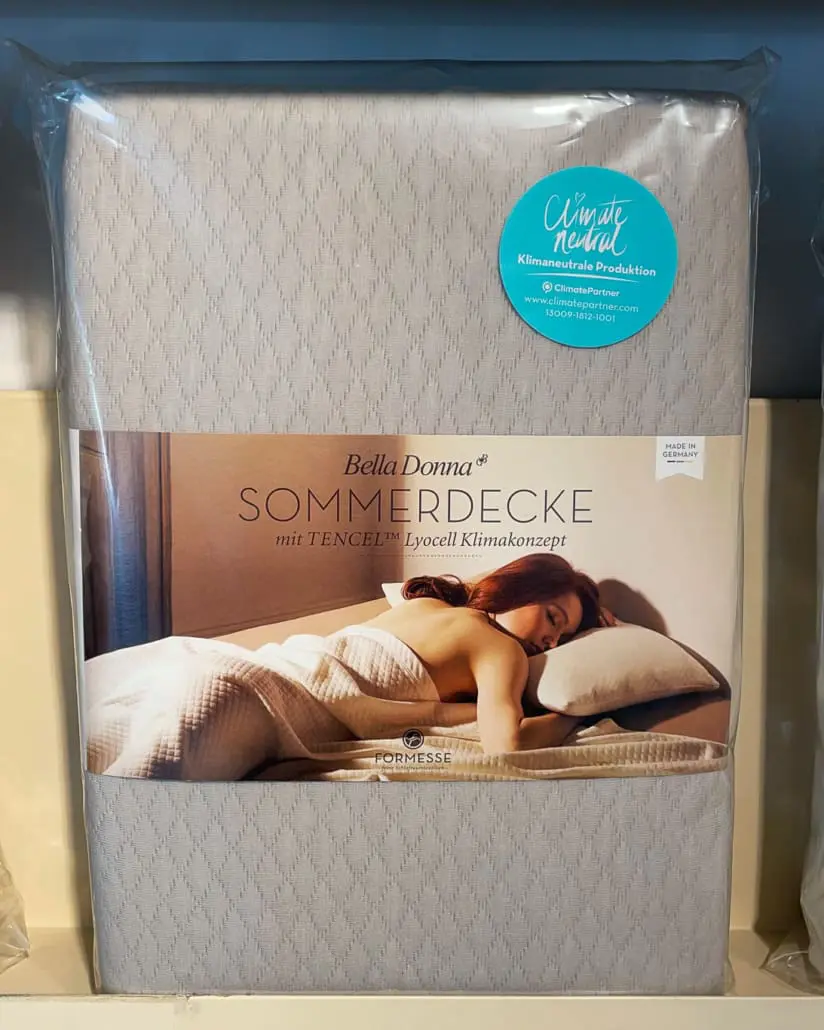 Climate
neutral
Klimaneutrale Produktion
ClimatePartner
www.climatepartner.com
13009-1812-1001
MADE IN
GERMANY
Bella Donna
SOMMERDECKE
mit TENCEL™ Lyocell Klimakonzept
FORMESSE